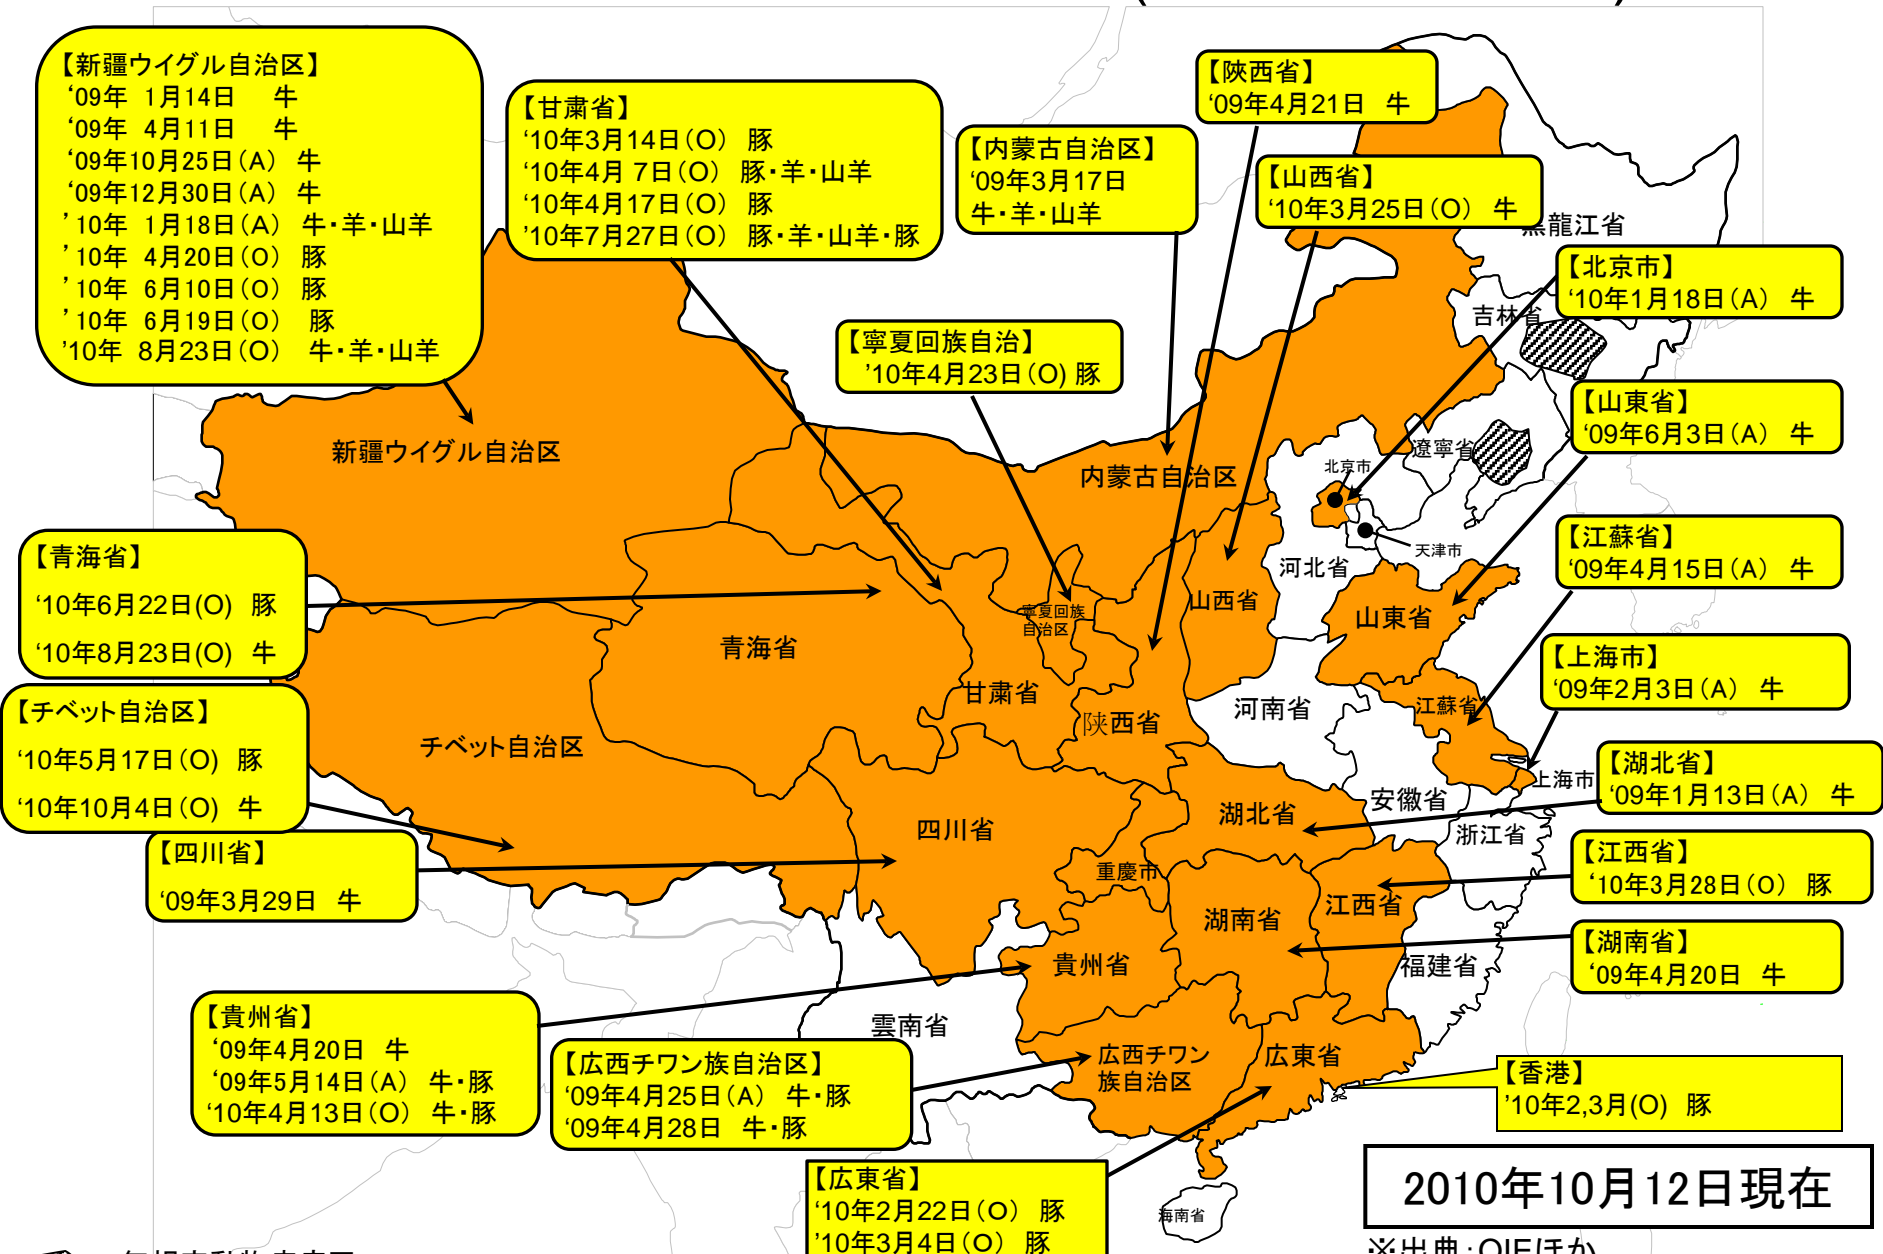 【新疆ウイグル自治区】
‘09年 1月14日 牛
‘09年 4月11日 牛
‘09年10月25日(A) 牛
‘09年12月30日(A) 牛
’10年 1月18日(A) 牛・羊・山羊
’10年 4月20日(O) 豚
’10年 6月10日(O) 豚
’10年 6月19日(O) 豚
’10年 8月23日(O) 牛・羊・山羊
【甘粛省】
‘10年3月14日(O) 豚
‘10年4月 7日(O) 豚・羊・山羊
‘10年4月17日(O) 豚
’10年7月27日(O) 豚・羊・山羊・豚
【内蒙古自治区】
‘09年3月17日
牛・羊・山羊
【陝西省】
‘09年4月21日 牛
【山西省】
‘10年3月25日(O) 牛
黒龍江省
【北京市】
‘10年1月18日(A) 牛
吉林省
【寧夏回族自治】
’10年4月23日(O) 豚
【山東省】
‘09年6月3日(A) 牛
新疆ウイグル自治区
内蒙古自治区
遼寧省
北京市
天津市
【江蘇省】
‘09年4月15日(A) 牛
【青海省】
‘10年6月22日(O) 豚
‘10年8月23日(O) 牛
河北省
山西省
山東省
寧夏回族
自治区
青海省
【上海市】
‘09年2月3日(A) 牛
甘粛省
陕西省
河南省
江蘇省
【チベット自治区】
‘10年5月17日(O) 豚
‘10年10月4日(O) 牛
チベット自治区
上海市
【湖北省】
‘09年1月13日(A) 牛
安徽省
湖北省
四川省
浙江省
【四川省】
‘09年3月29日 牛
重慶市
【江西省】
‘10年3月28日(O) 豚
江西省
湖南省
【湖南省】
‘09年4月20日 牛
貴州省
福建省
【貴州省】
‘09年4月20日 牛
‘09年5月14日(A) 牛・豚
‘10年4月13日(O) 牛・豚
雲南省
【広西チワン族自治区】
‘09年4月25日(A) 牛・豚
‘09年4月28日 牛・豚
広西チワン
族自治区
広東省
【香港】
’10年2,3月(O) 豚
【広東省】
‘10年2月22日(O) 豚
‘10年3月4日(O) 豚
海南省
2010年10月12日現在
※出典:OIEほか